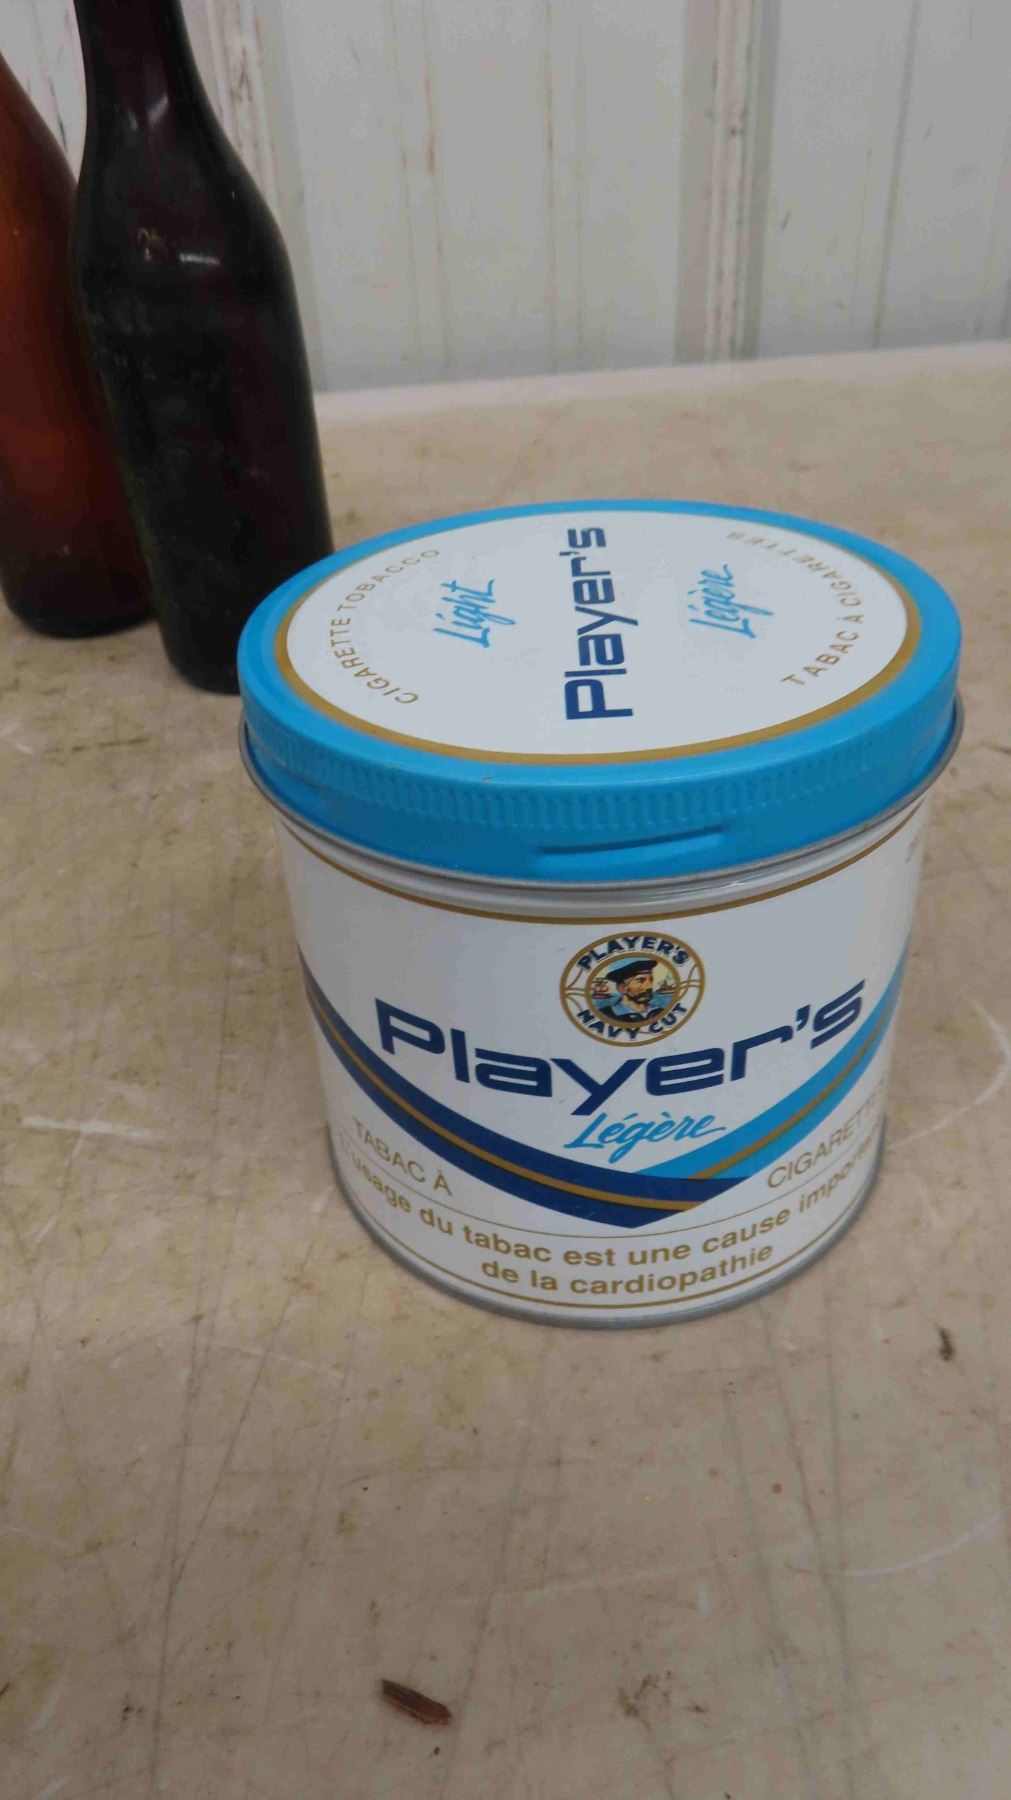 CIGARETTE TOBACCO
Light
Player's
Légère
TABAC À CIGARETTES
PLAYER'S
NAVY CUT
Player's
Légère
TABAC À
CIGARETTES
L'usage du tabac est une cause importante
de la cardiopathie